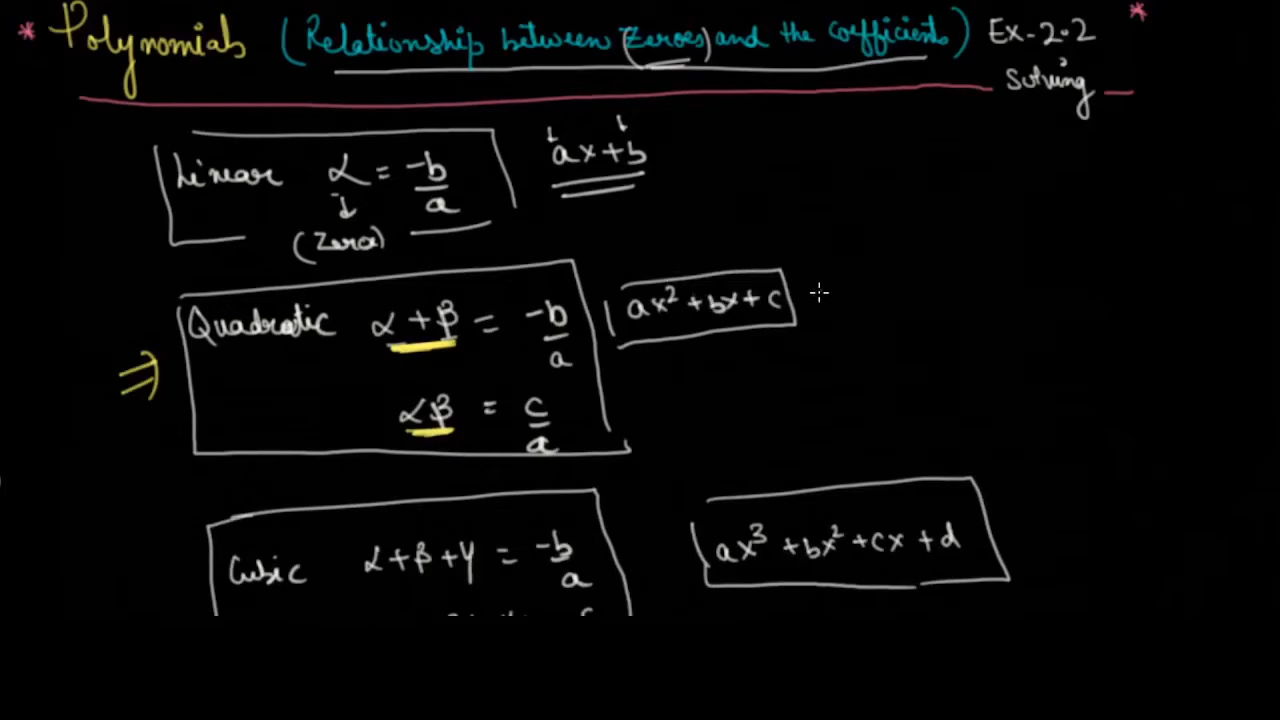 * Polynomials (Relationship between (Zeroes) and the coefficients) Ex-2.2 *
Solving
Linear α = -b/a
ax+b
(Zero)
Quadratic α+β = -b/a
ax² + bx + c
⇒
αβ = c/a
Cubic α+β+γ = -b/a
ax³ + bx² + cx + d